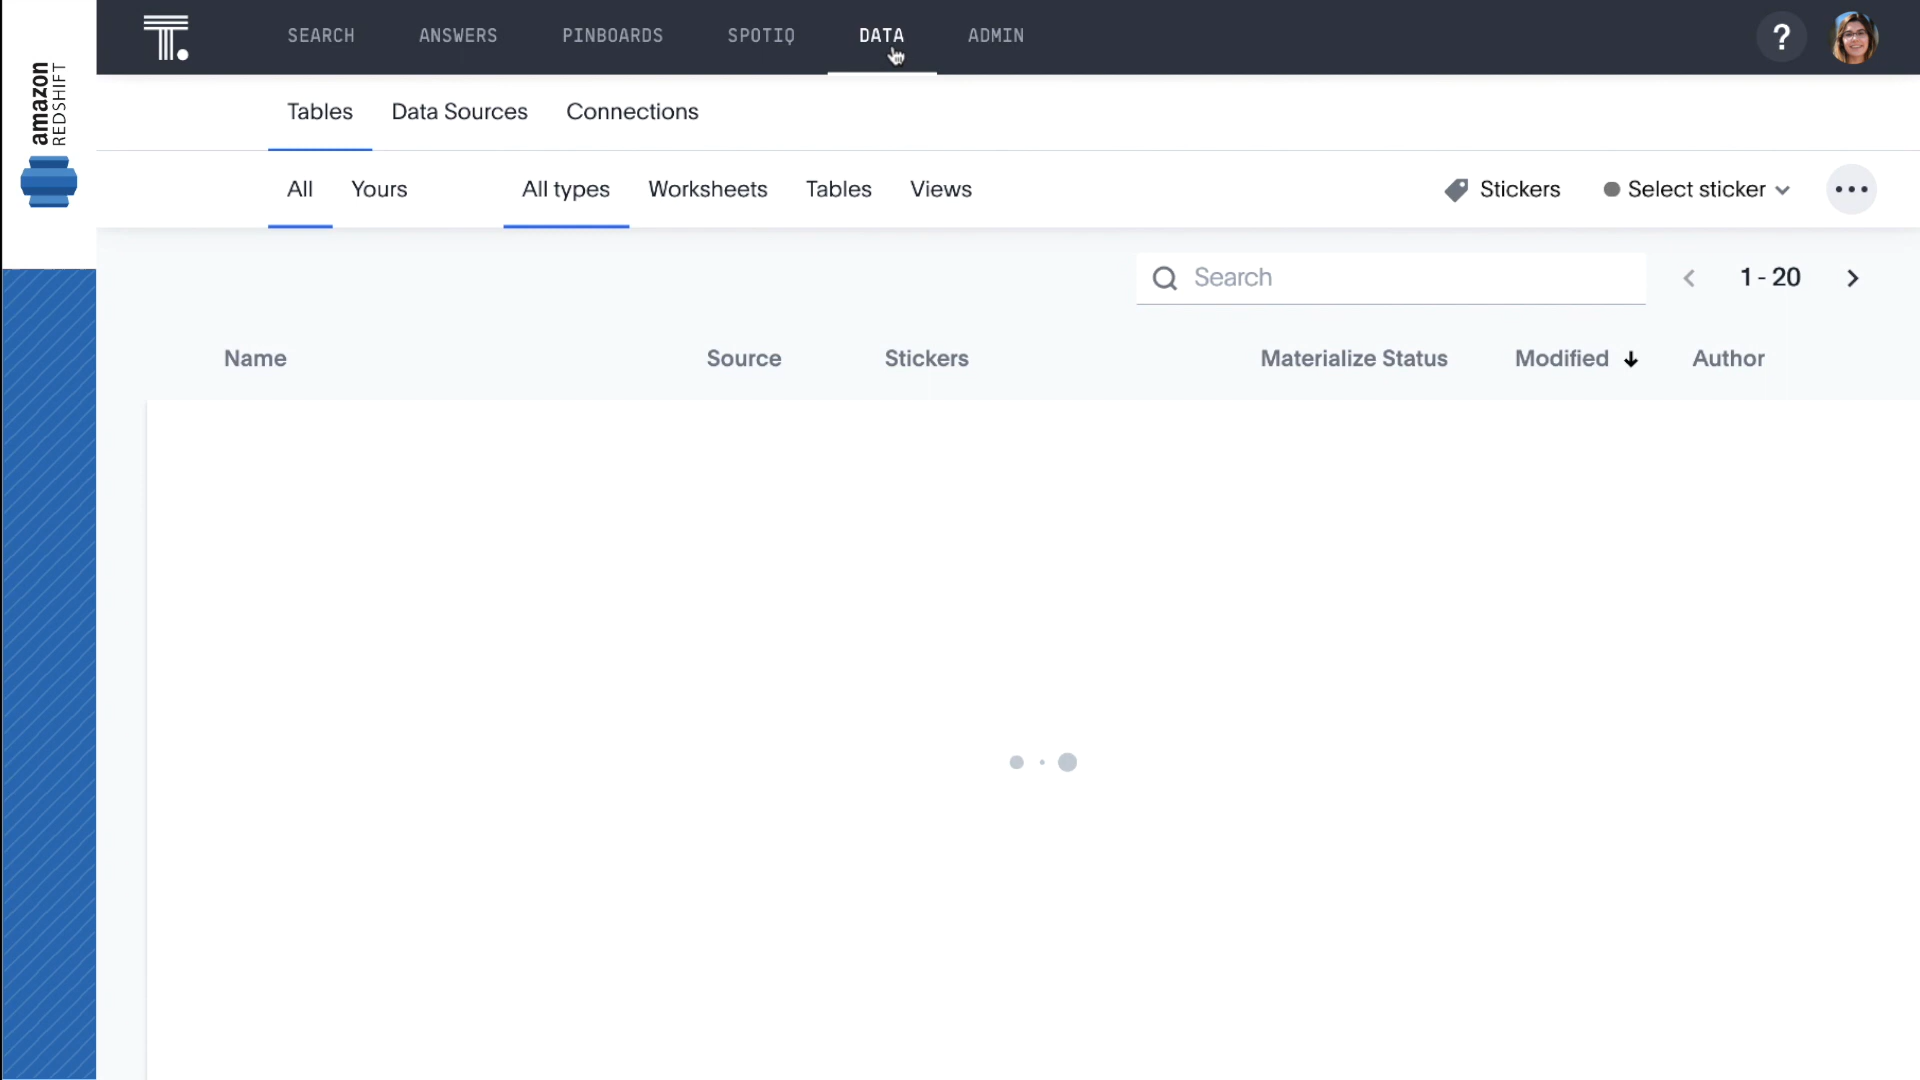 amazon
REDSHIFT
T.
SEARCH ANSWERS PINBOARDS SPOTIQ DATA ADMIN ?
Tables Data Sources Connections
All Yours All types Worksheets Tables Views Stickers Select sticker
Search 1 - 20
Name Source Stickers Materialize Status Modified Author